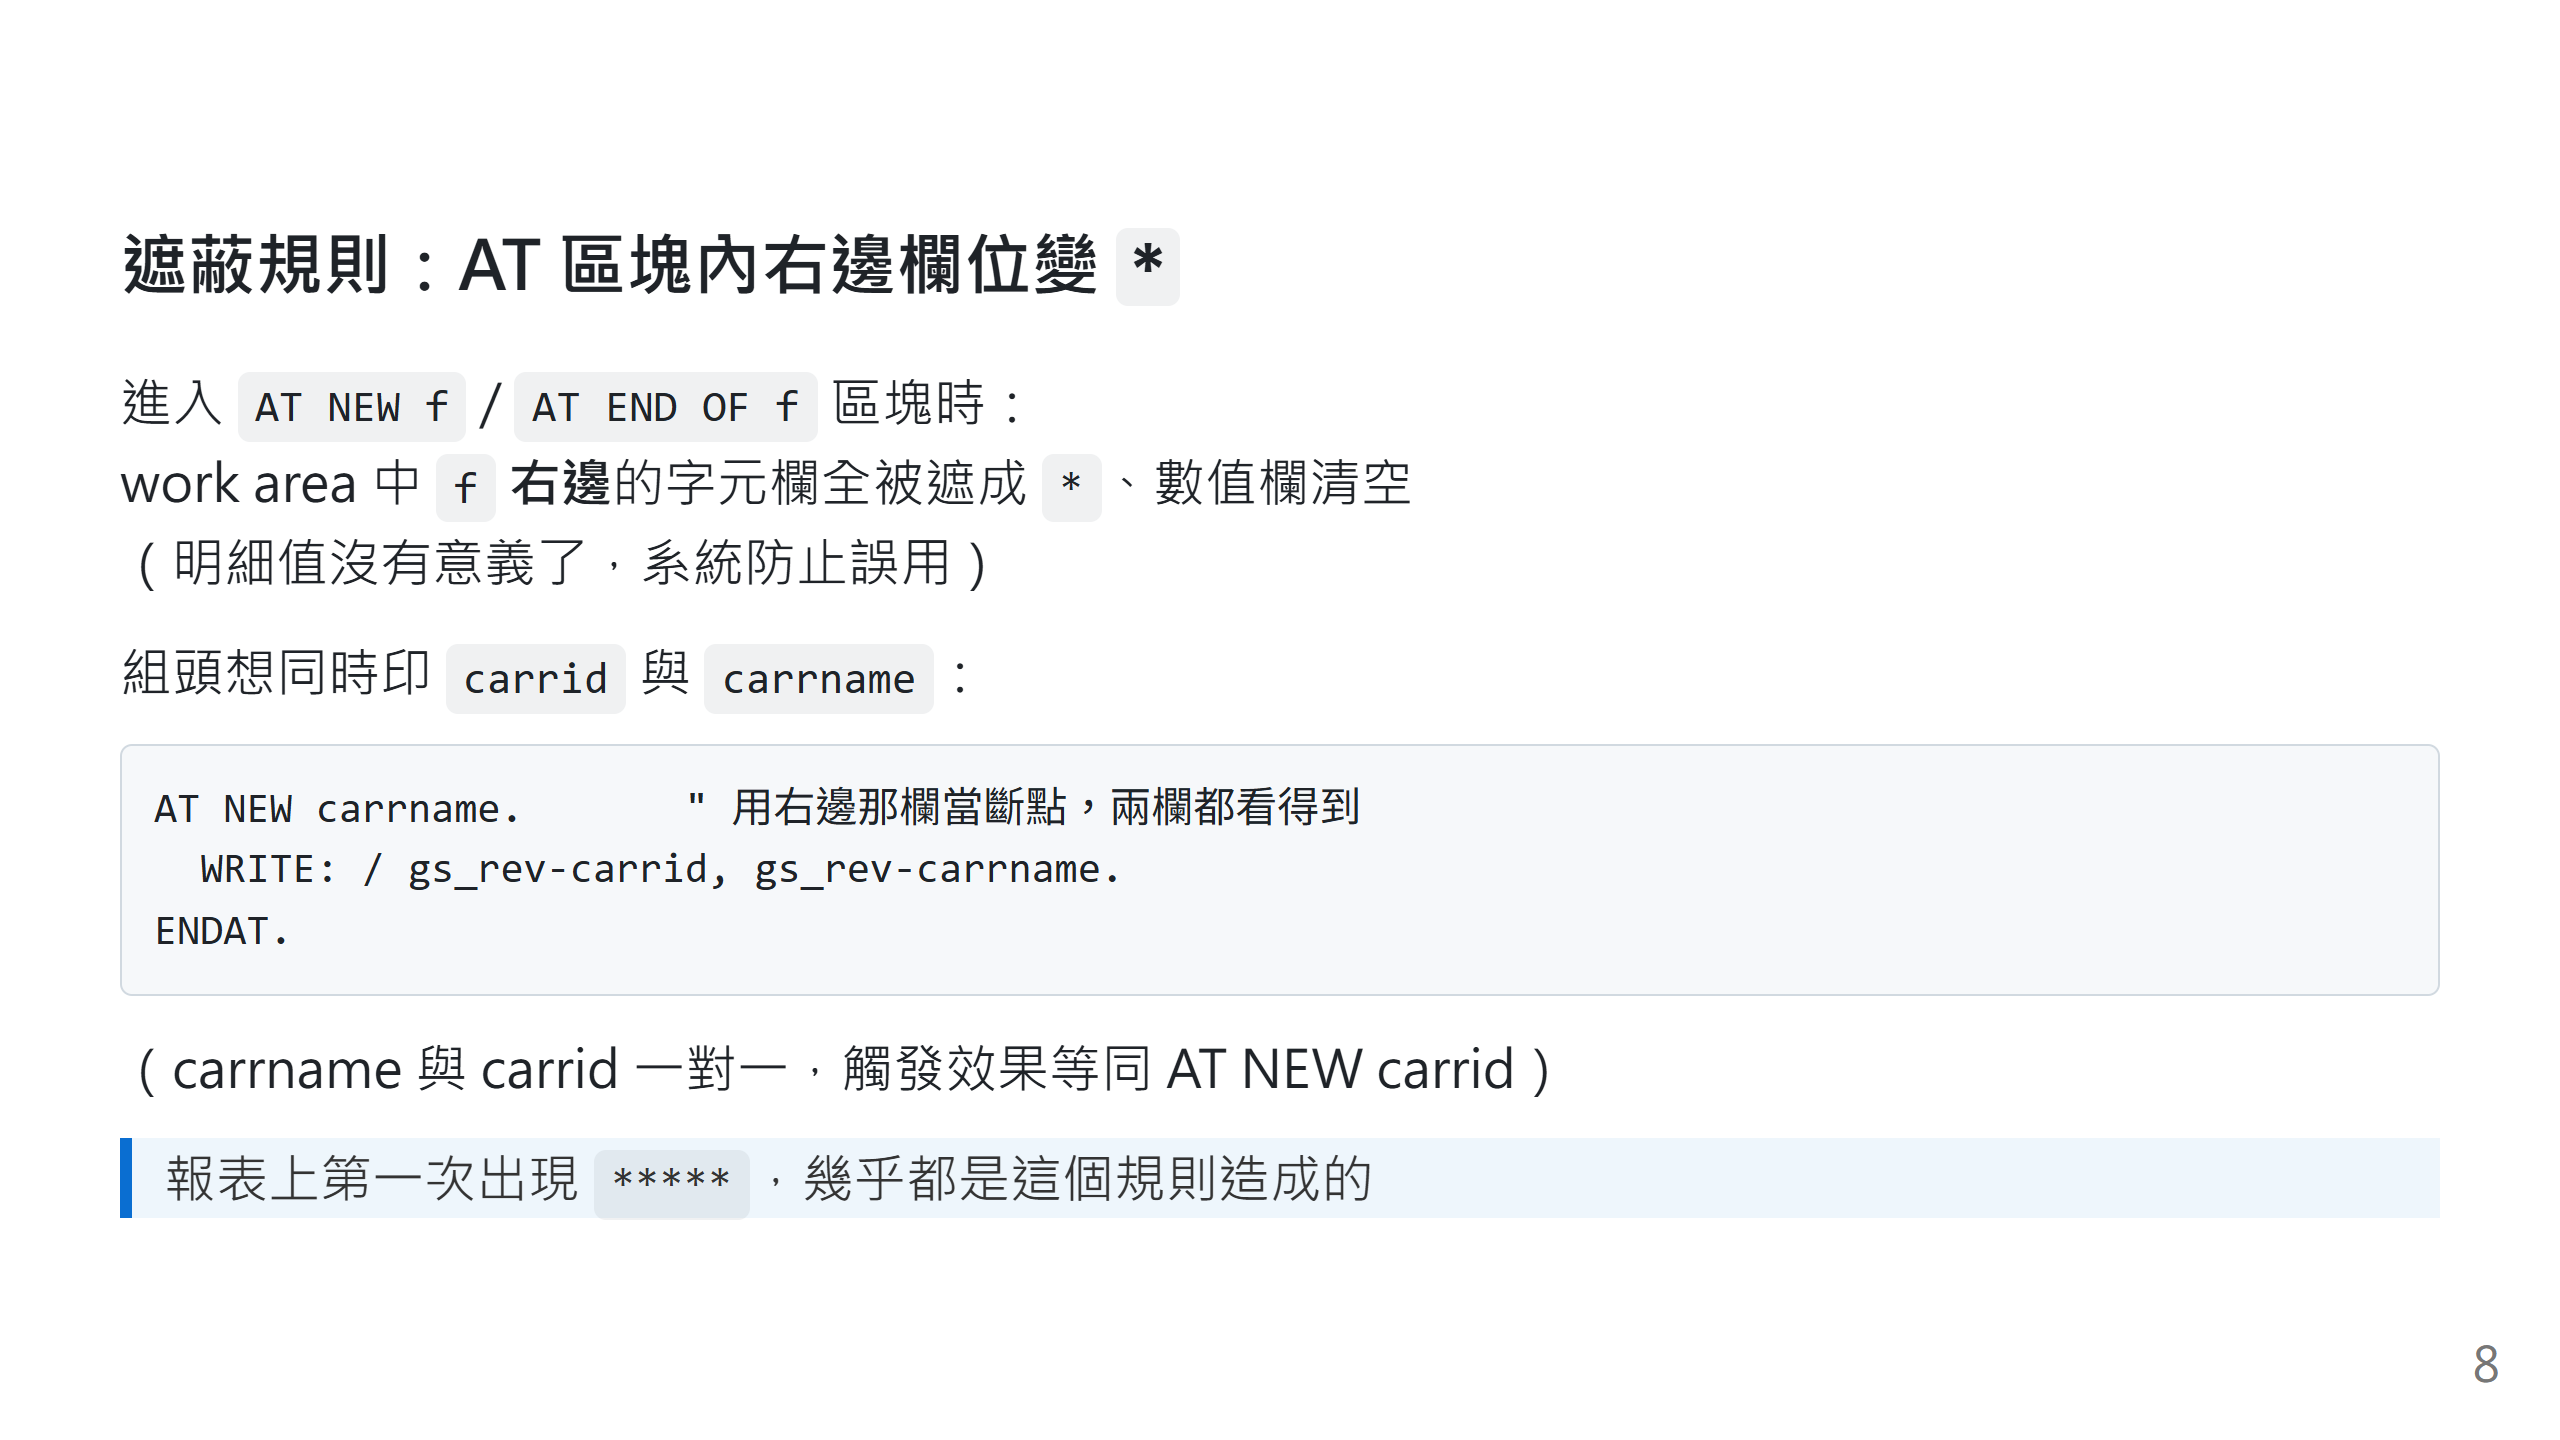 遮蔽規則：AT 區塊內右邊欄位變 *
進入 AT NEW f / AT END OF f 區塊時：
work area 中 f 右邊的字元欄全被遮成 * 、數值欄清空
（明細值沒有意義了，系統防止誤用）
組頭想同時印 carrid 與 carrname ：
AT NEW carrname.       " 用右邊那欄當斷點，兩欄都看得到
  WRITE: / gs_rev-carrid, gs_rev-carrname.
ENDAT.
（carrname 與 carrid 一對一，觸發效果等同 AT NEW carrid）
報表上第一次出現 ***** ，幾乎都是這個規則造成的
8